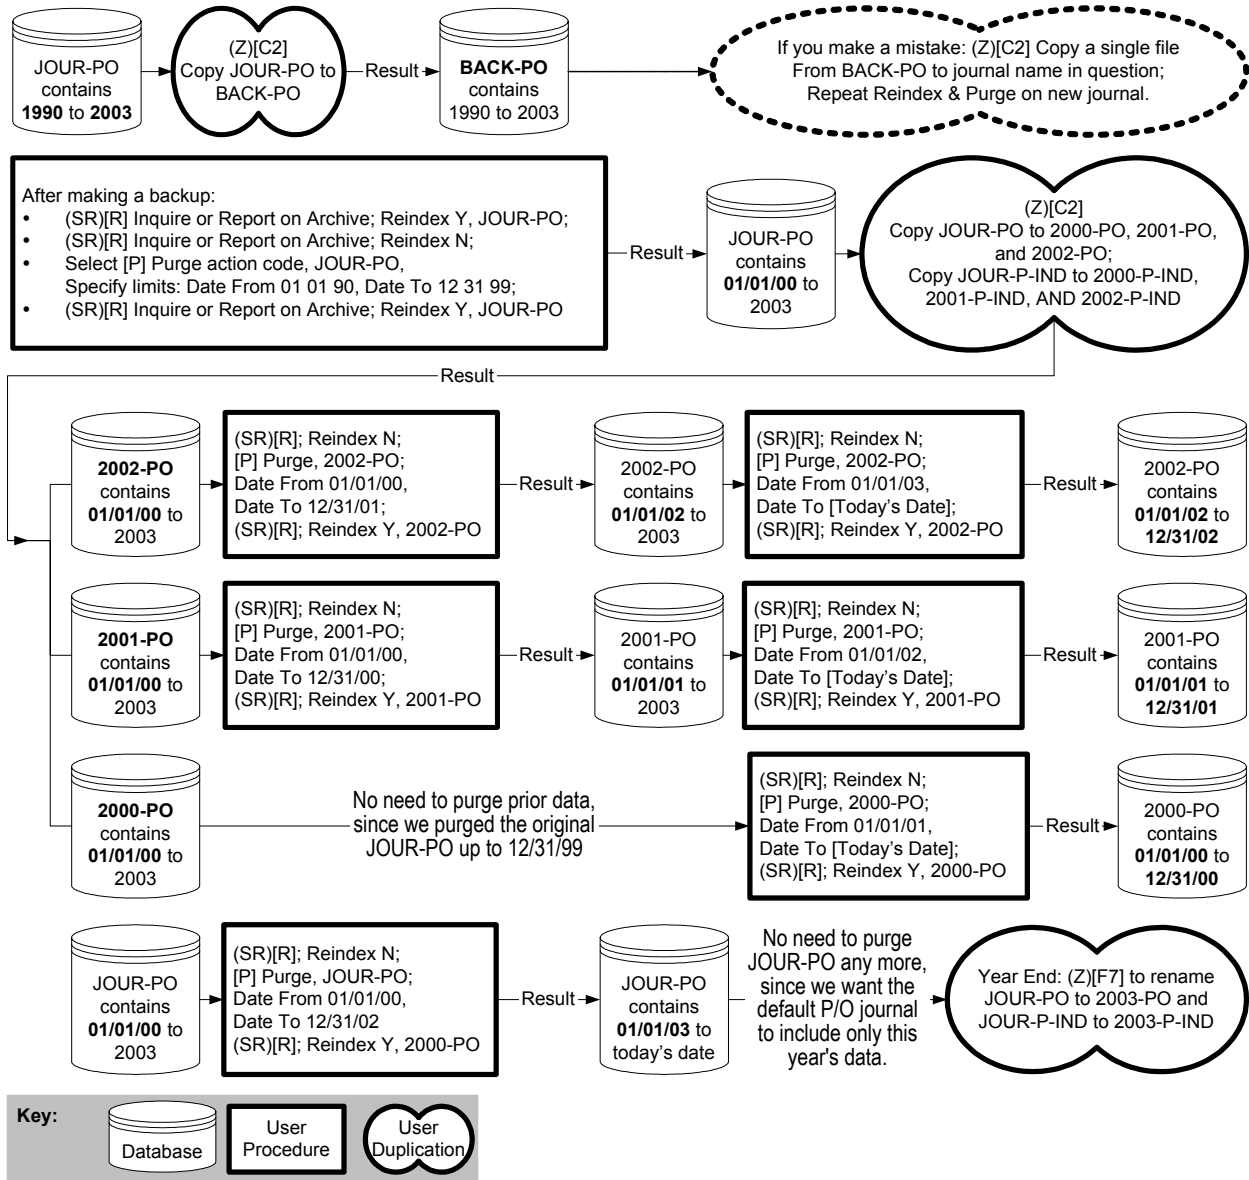 JOUR-PO
contains
1990 to 2003
(Z)[C2]
Copy JOUR-PO to
BACK-PO
Result
BACK-PO
contains
1990 to 2003
If you make a mistake: (Z)[C2] Copy a single file
From BACK-PO to journal name in question;
Repeat Reindex & Purge on new journal.
After making a backup:
• (SR)[R] Inquire or Report on Archive; Reindex Y, JOUR-PO;
• (SR)[R] Inquire or Report on Archive; Reindex N;
• Select [P] Purge action code, JOUR-PO,
Specify limits: Date From 01 01 90, Date To 12 31 99;
• (SR)[R] Inquire or Report on Archive; Reindex Y, JOUR-PO
Result
JOUR-PO
contains
01/01/00 to
2003
(Z)[C2]
Copy JOUR-PO to 2000-PO, 2001-PO,
and 2002-PO;
Copy JOUR-P-IND to 2000-P-IND,
2001-P-IND, AND 2002-P-IND
Result
2002-PO
contains
01/01/00 to
2003
(SR)[R]; Reindex N;
[P] Purge, 2002-PO;
Date From 01/01/00,
Date To 12/31/01;
(SR)[R]; Reindex Y, 2002-PO
Result
2002-PO
contains
01/01/02 to
2003
(SR)[R]; Reindex N;
[P] Purge, 2002-PO;
Date From 01/01/03,
Date To [Today's Date];
(SR)[R]; Reindex Y, 2002-PO
Result
2002-PO
contains
01/01/02 to
12/31/02
2001-PO
contains
01/01/00 to
2003
(SR)[R]; Reindex N;
[P] Purge, 2001-PO;
Date From 01/01/00,
Date To 12/31/00;
(SR)[R]; Reindex Y, 2001-PO
Result
2001-PO
contains
01/01/01 to
2003
(SR)[R]; Reindex N;
[P] Purge, 2001-PO;
Date From 01/01/02,
Date To [Today's Date];
(SR)[R]; Reindex Y, 2001-PO
Result
2001-PO
contains
01/01/01 to
12/31/01
2000-PO
contains
01/01/00 to
2003
No need to purge prior data,
since we purged the original
JOUR-PO up to 12/31/99
(SR)[R]; Reindex N;
[P] Purge, 2000-PO;
Date From 01/01/01,
Date To [Today's Date];
(SR)[R]; Reindex Y, 2000-PO
Result
2000-PO
contains
01/01/00 to
12/31/00
JOUR-PO
contains
01/01/00 to
2003
(SR)[R]; Reindex N;
[P] Purge, JOUR-PO;
Date From 01/01/00,
Date To 12/31/02
(SR)[R]; Reindex Y, 2000-PO
Result
JOUR-PO
contains
01/01/03 to
today's date
No need to purge
JOUR-PO any more,
since we want the
default P/O journal
to include only this
year's data.
Year End: (Z)[F7] to rename
JOUR-PO to 2003-PO and
JOUR-P-IND to 2003-P-IND
Key:
Database
User
Procedure
User
Duplication